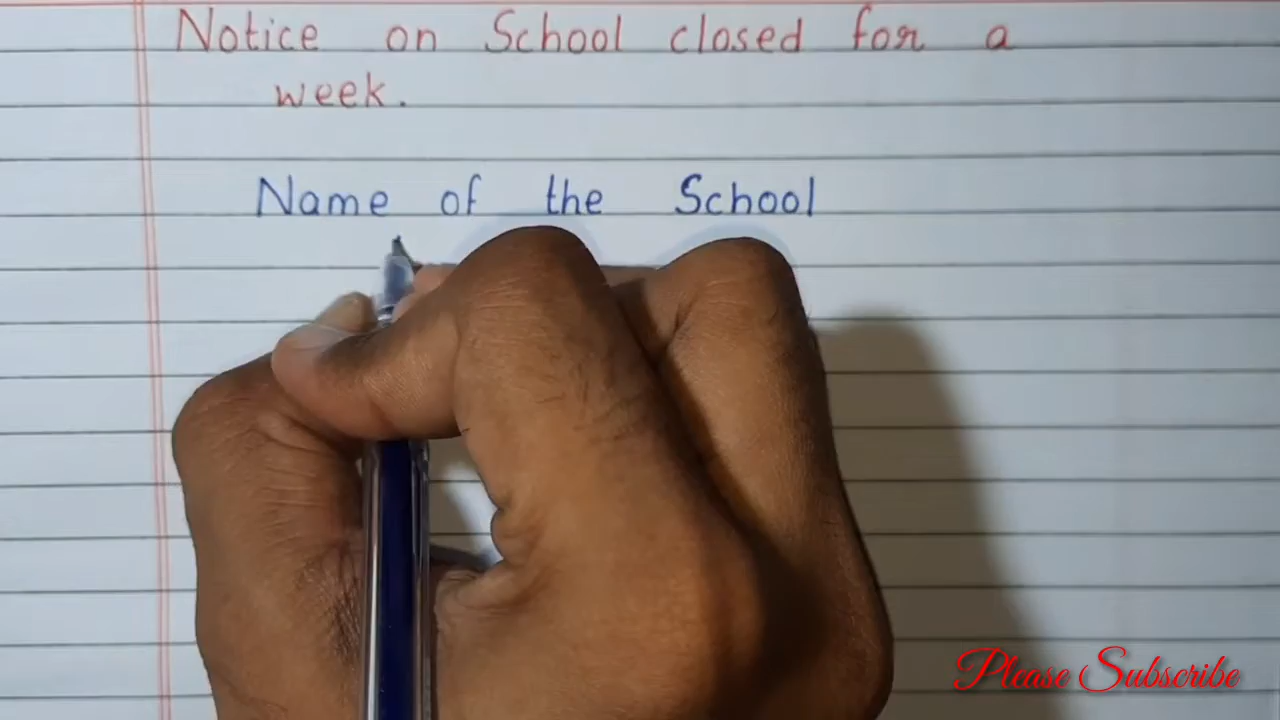 Notice on School closed for a
week.
Name of the School
Please Subscribe